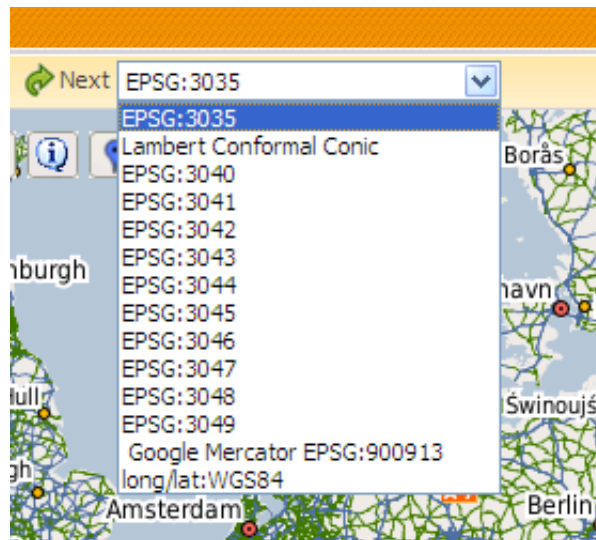 Next EPSG:3035
EPSG:3035
Lambert Conformal Conic
Borås
EPSG:3040
EPSG:3041
EPSG:3042
EPSG:3043
nburgh
EPSG:3044
havn
EPSG:3045
EPSG:3046
EPSG:3047
Hull
EPSG:3048
Świnoujś
EPSG:3049
Google Mercator EPSG:900913
gh
long/lat:WGS84
Amsterdam
Berlin